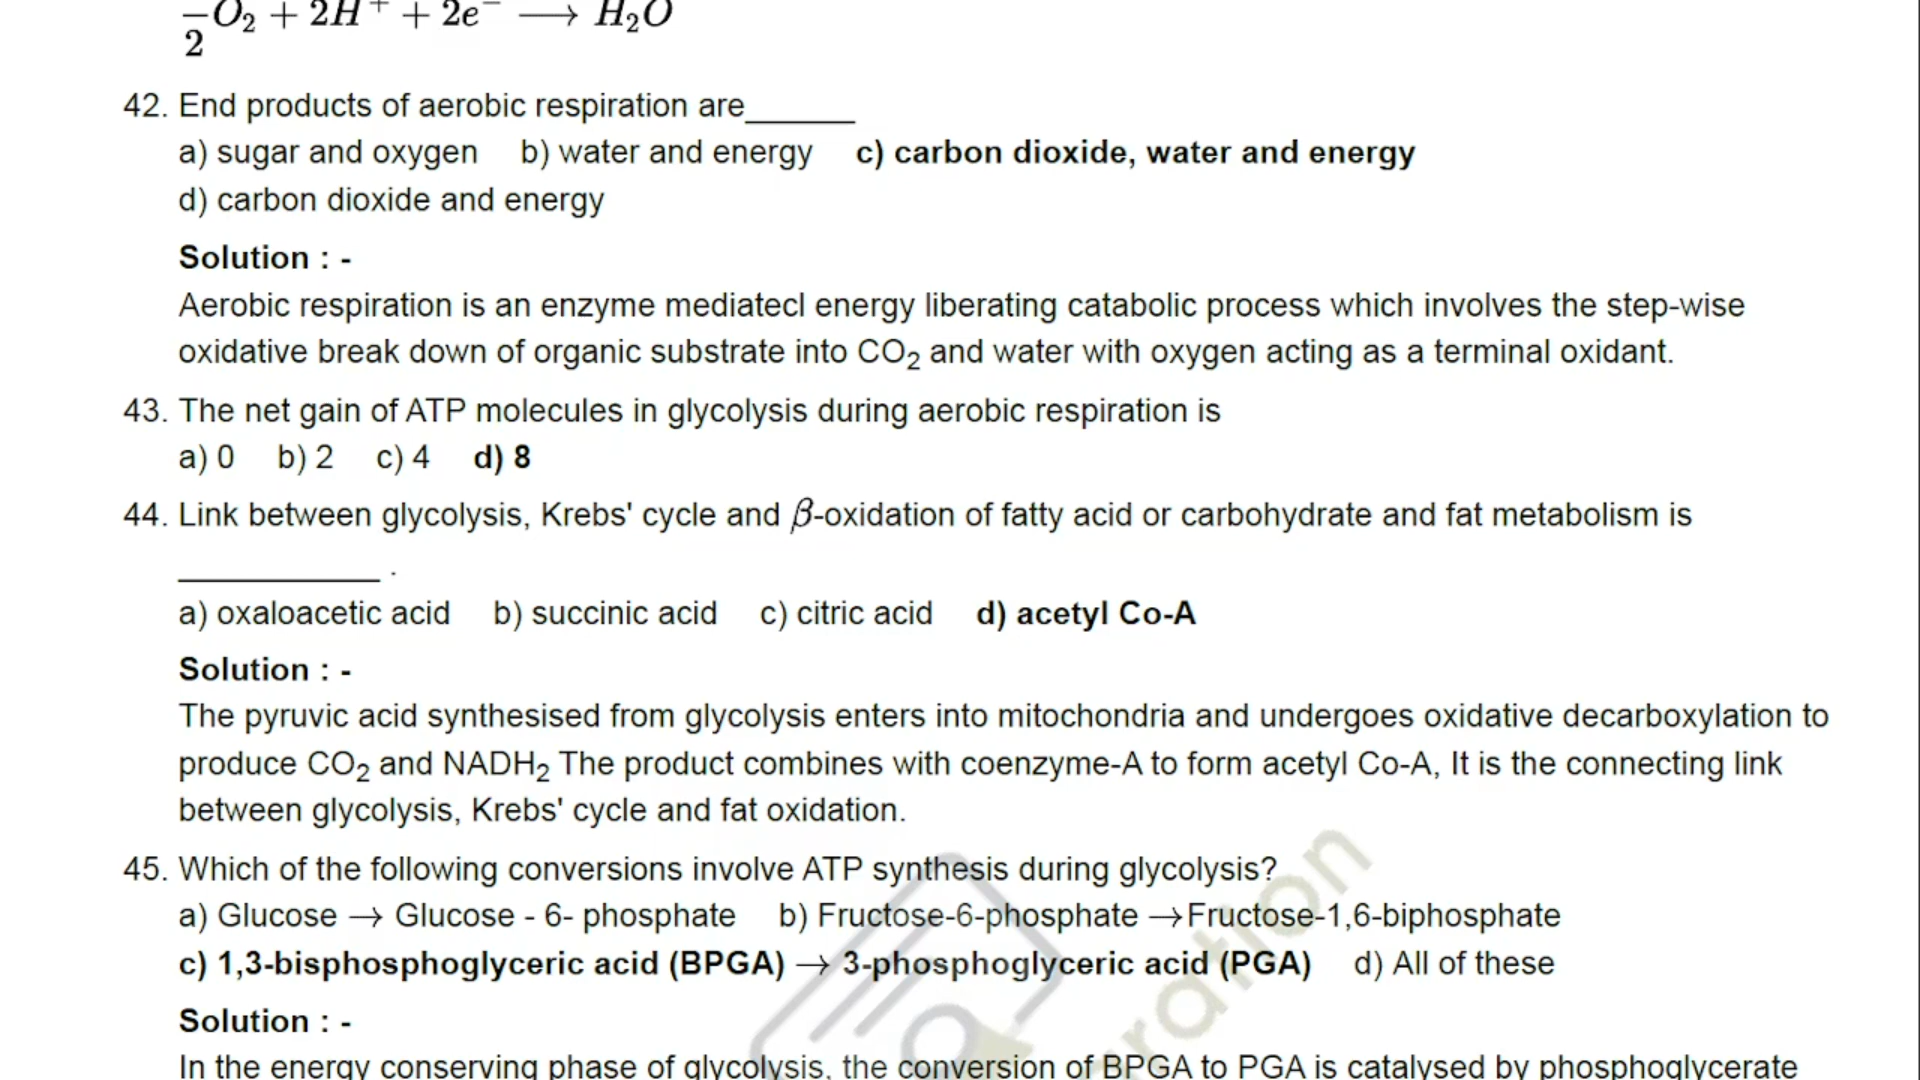 —O₂ + 2H⁺ + 2e⁻ ⟶ H₂O
2
42. End products of aerobic respiration are______
a) sugar and oxygen b) water and energy c) carbon dioxide, water and energy
d) carbon dioxide and energy
Solution : -
Aerobic respiration is an enzyme mediatecl energy liberating catabolic process which involves the step-wise
oxidative break down of organic substrate into CO₂ and water with oxygen acting as a terminal oxidant.
43. The net gain of ATP molecules in glycolysis during aerobic respiration is
a) 0 b) 2 c) 4 d) 8
44. Link between glycolysis, Krebs' cycle and β-oxidation of fatty acid or carbohydrate and fat metabolism is
___________ .
a) oxaloacetic acid b) succinic acid c) citric acid d) acetyl Co-A
Solution : -
The pyruvic acid synthesised from glycolysis enters into mitochondria and undergoes oxidative decarboxylation to
produce CO₂ and NADH₂ The product combines with coenzyme-A to form acetyl Co-A, It is the connecting link
between glycolysis, Krebs' cycle and fat oxidation.
45. Which of the following conversions involve ATP synthesis during glycolysis?
a) Glucose → Glucose - 6- phosphate b) Fructose-6-phosphate →Fructose-1,6-biphosphate
c) 1,3-bisphosphoglyceric acid (BPGA) → 3-phosphoglyceric acid (PGA) d) All of these
Solution : -
In the energy conserving phase of glycolysis, the conversion of BPGA to PGA is catalysed by phosphoglycerate